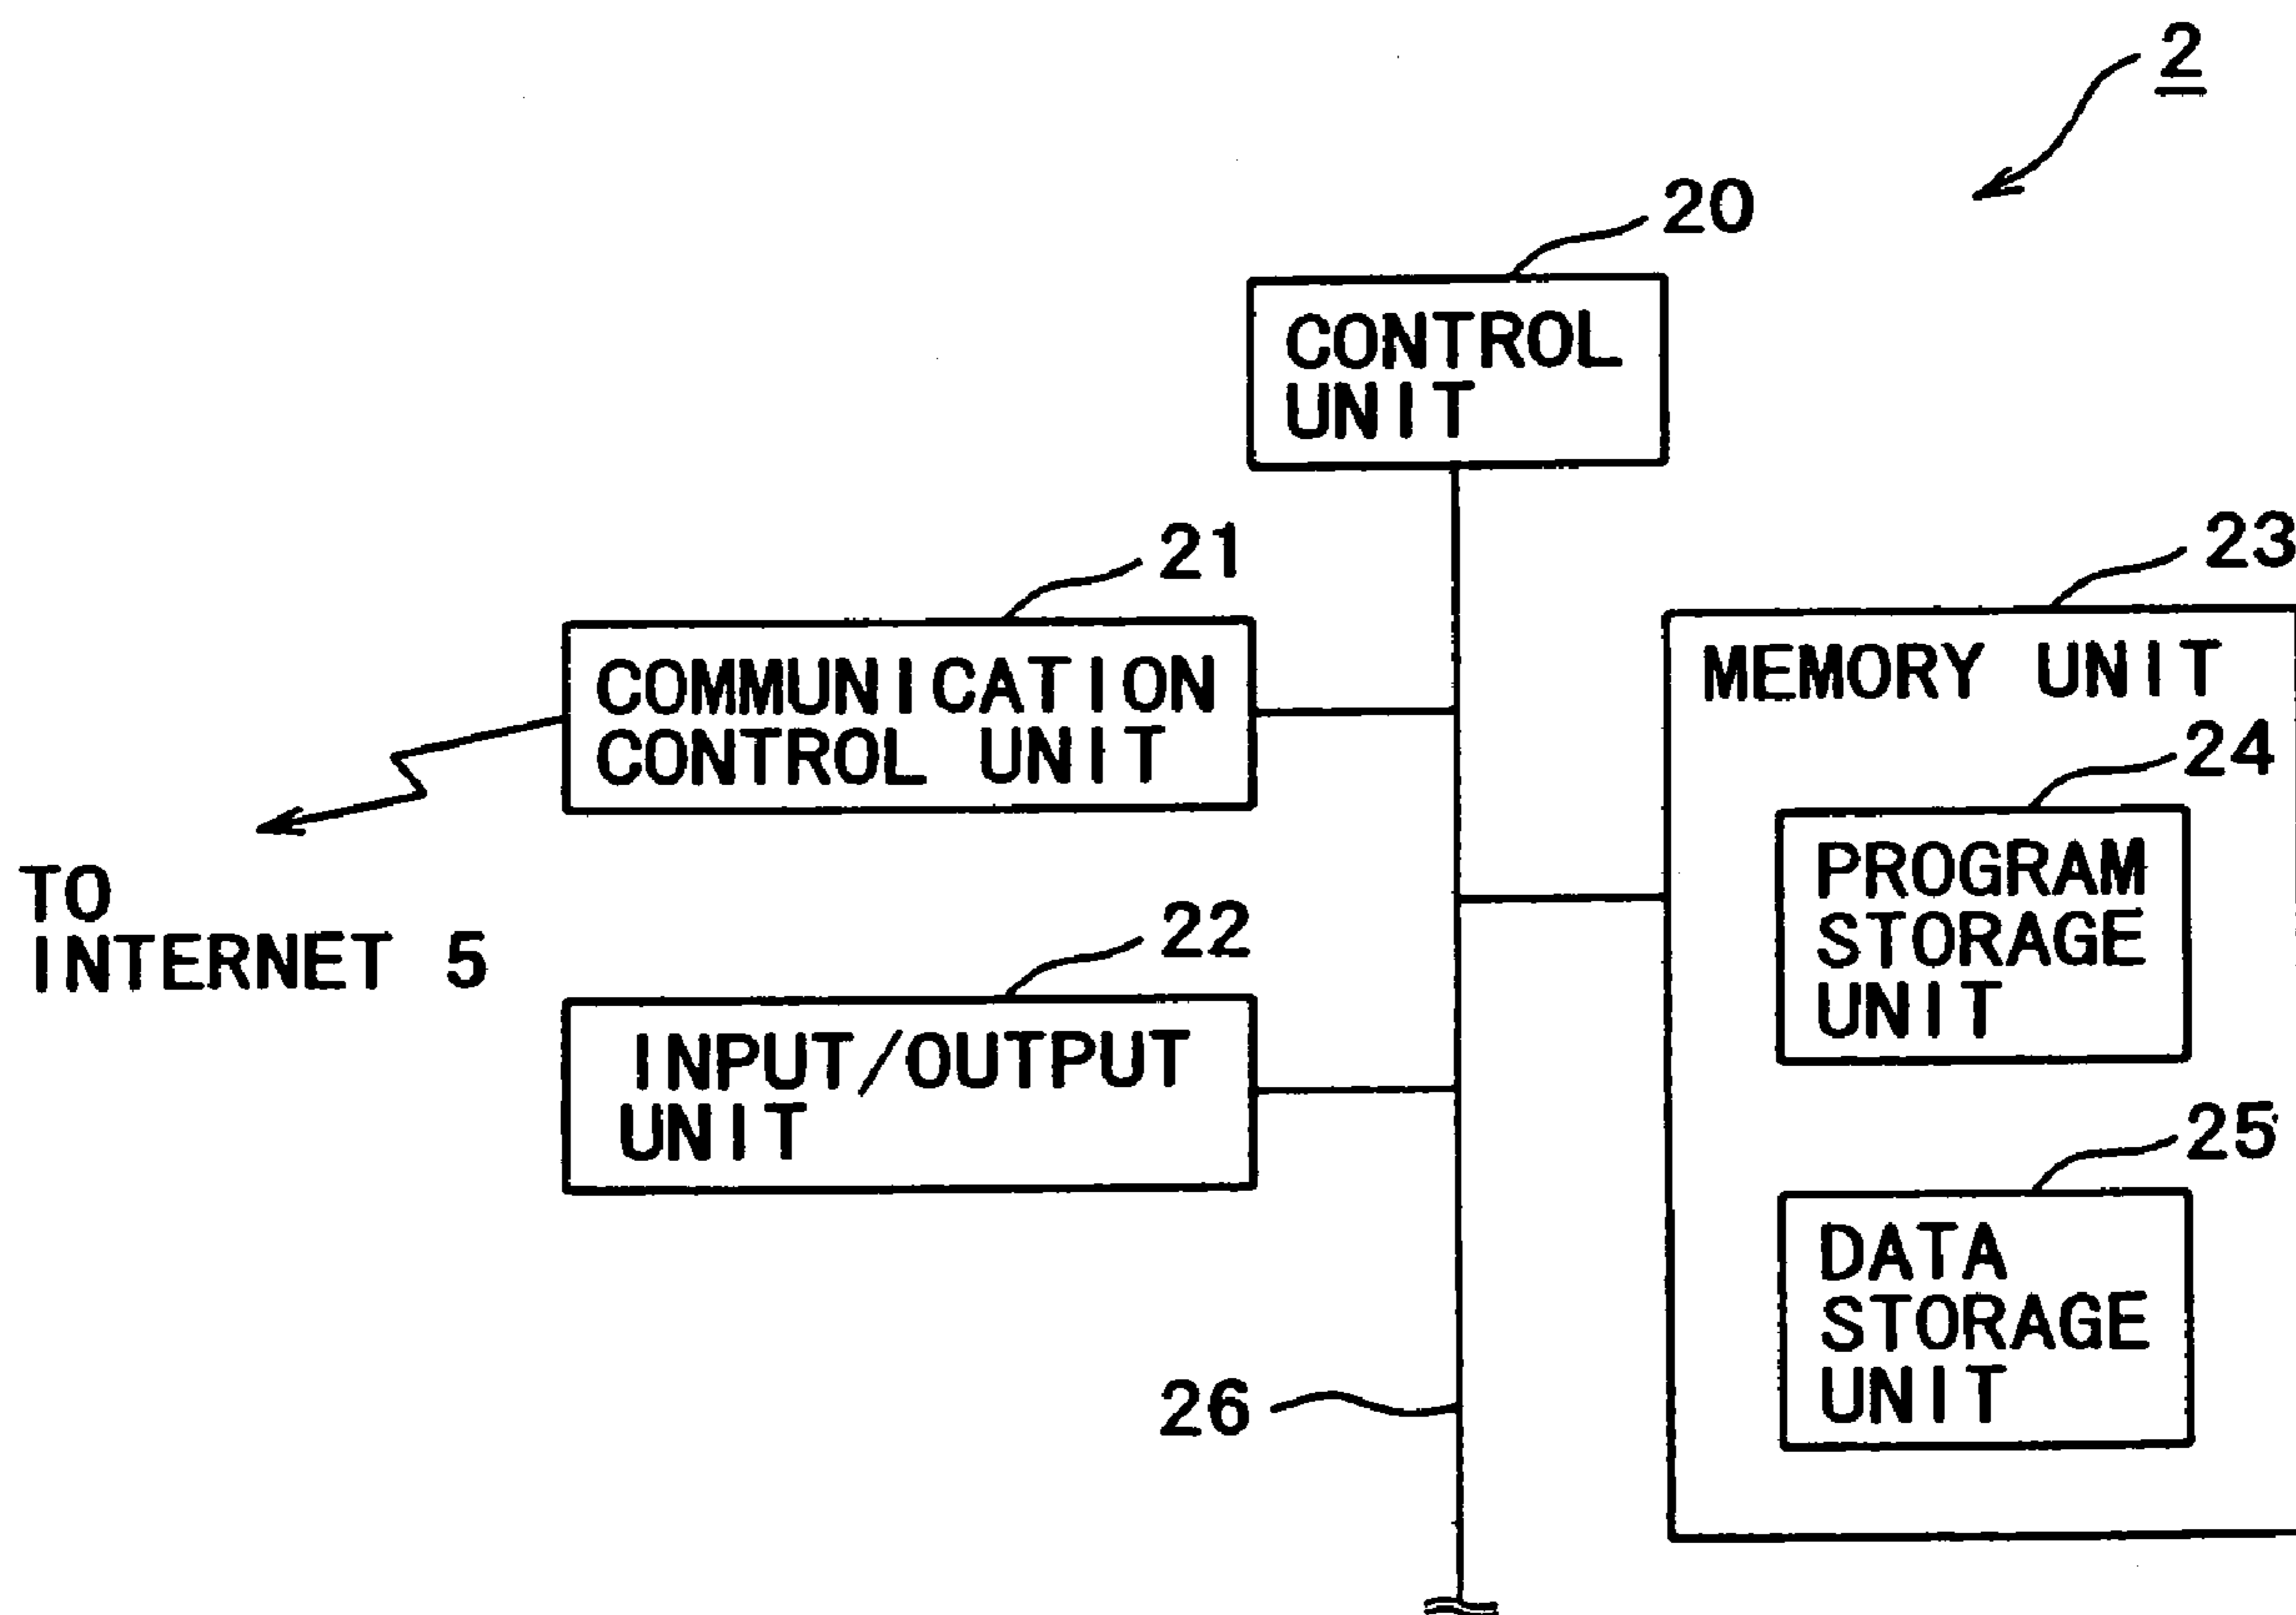 2
20
CONTROL
UNIT
21
COMMUNICATION
CONTROL UNIT
23
MEMORY UNIT
24
PROGRAM
STORAGE
UNIT
TO
INTERNET 5
22
INPUT/OUTPUT
UNIT
25
DATA
STORAGE
UNIT
26